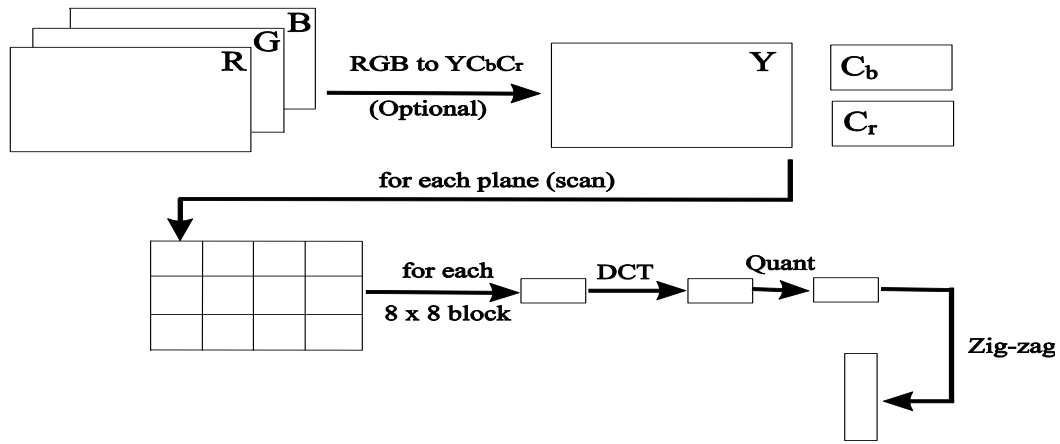 B
G
R
RGB to YCbCr
(Optional)
Y
Cb
Cr
for each plane (scan)
for each
8 x 8 block
DCT
Quant
Zig-zag